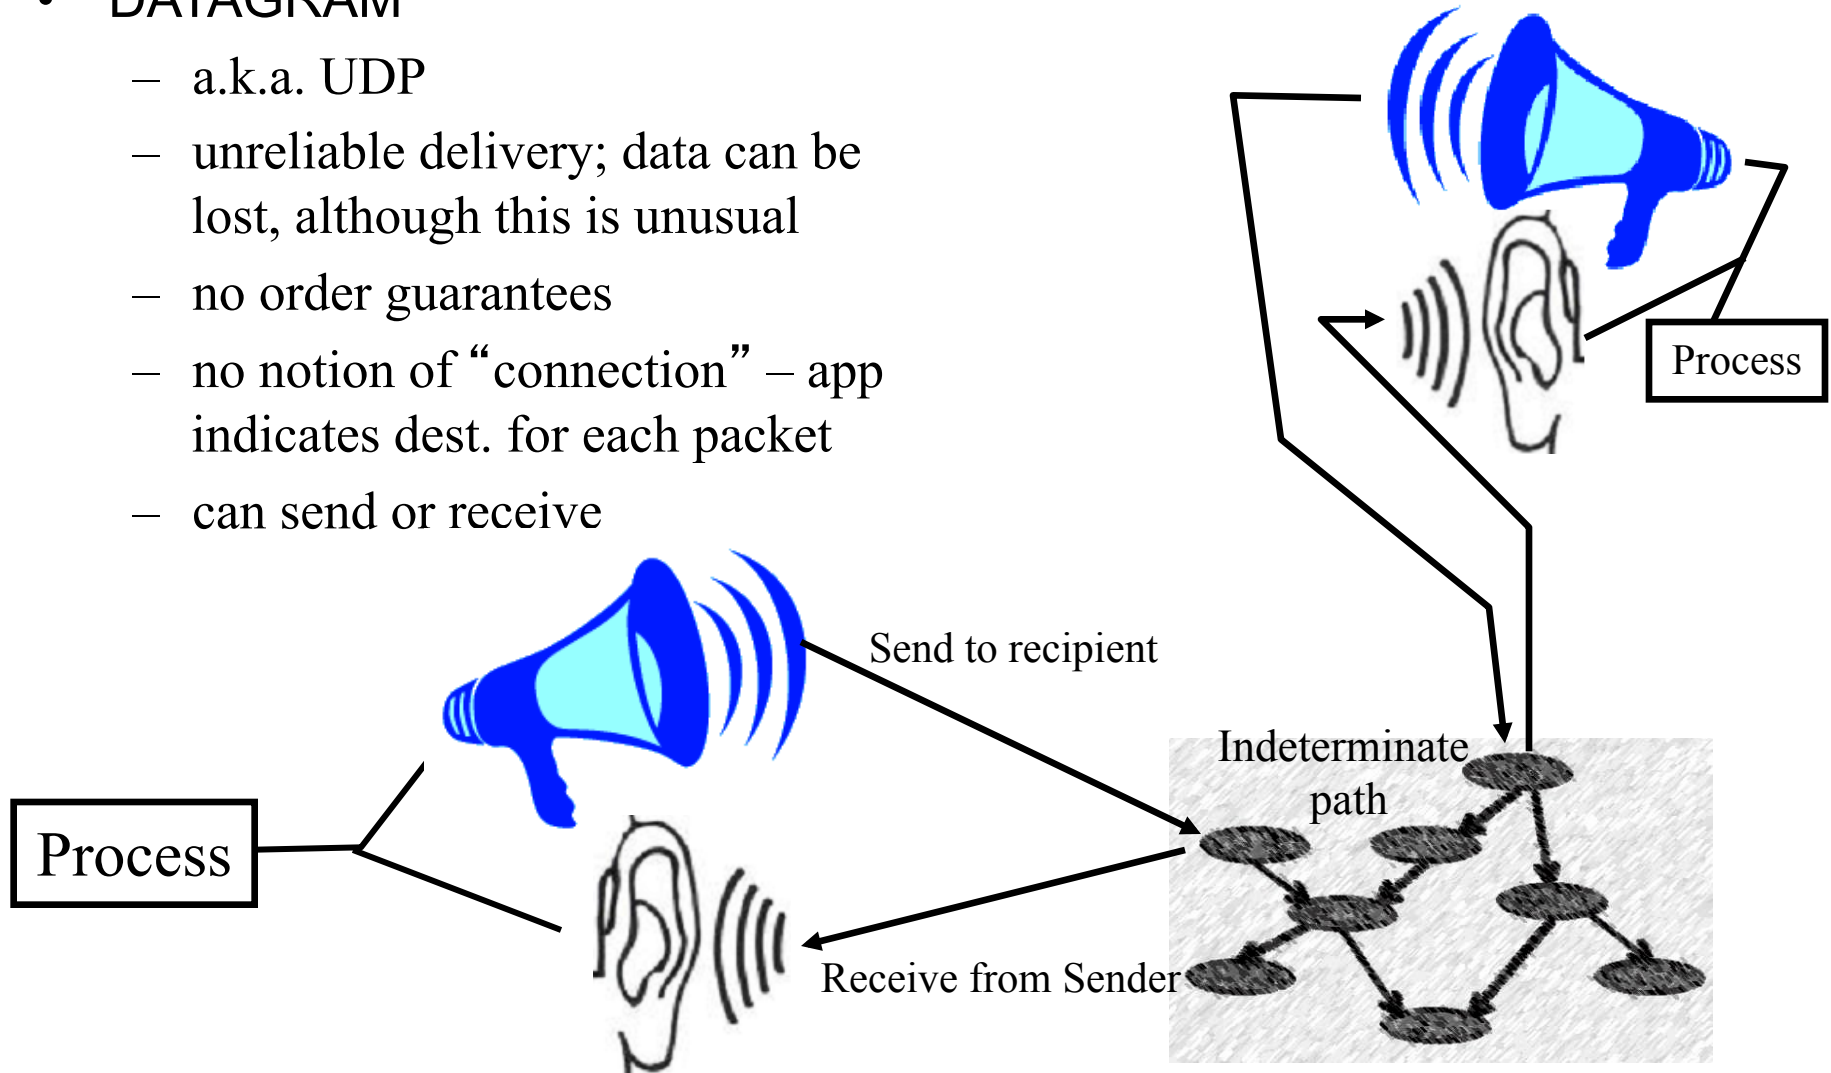 • DATAGRAM
– a.k.a. UDP
– unreliable delivery; data can be
lost, although this is unusual
– no order guarantees
– no notion of “connection” – app
indicates dest. for each packet
– can send or receive
Process
Send to recipient
Indeterminate
path
Process
Receive from Sender